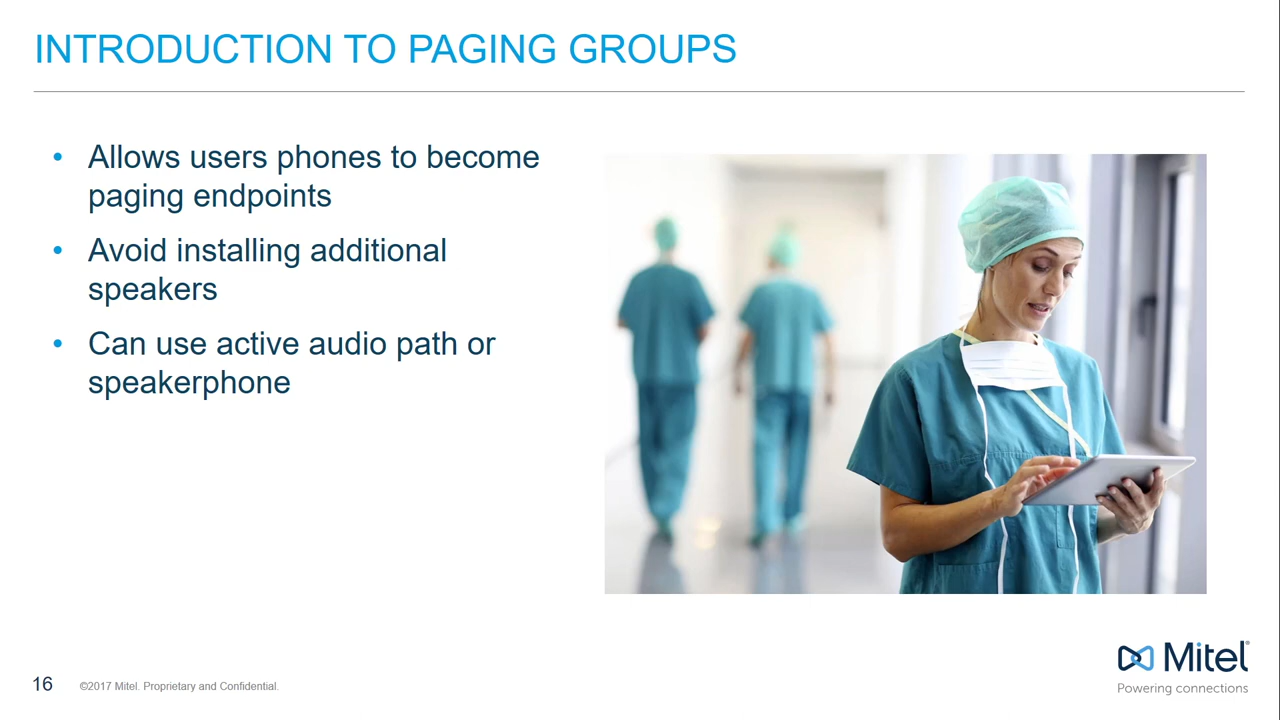 INTRODUCTION TO PAGING GROUPS
• Allows users phones to become
paging endpoints
• Avoid installing additional
speakers
• Can use active audio path or
speakerphone
Mitel®
Powering connections
16 ©2017 Mitel. Proprietary and Confidential.